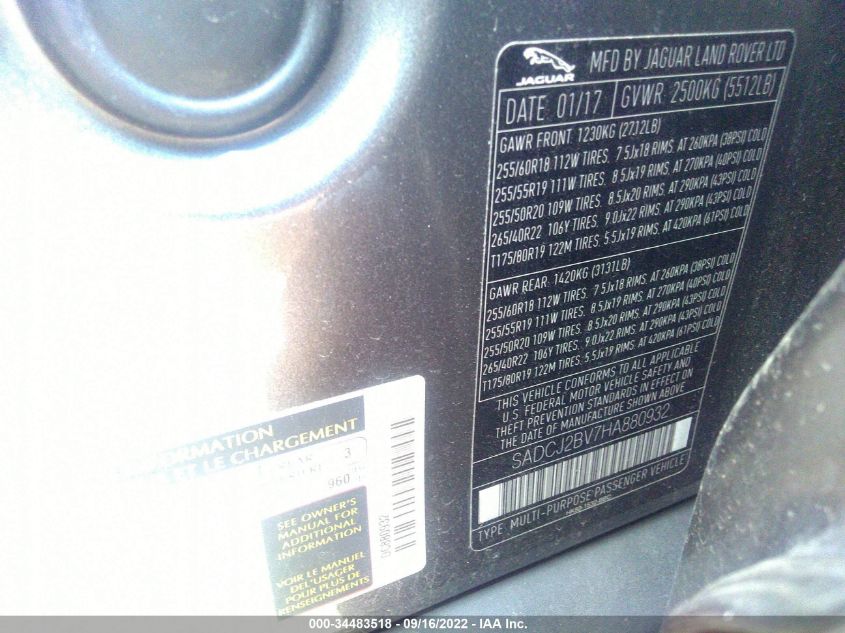 JAGUAR
MFD BY JAGUAR LAND ROVER LTD
DATE: 01/17 GVWR 2500KG (5512LB)
GAWR FRONT 1230KG (2712LB)
255/60R18 112W TIRES: 7.5Jx18 RIMS, AT 260KPA (38PSI) COLD
255/55R19 111W TIRES: 8.5Jx19 RIMS, AT 270KPA (40PSI) COLD
255/50R20 109W TIRES: 8.5Jx20 RIMS, AT 290KPA (43PSI) COLD
265/40R22 106Y TIRES: 9.0Jx22 RIMS, AT 290KPA (43PSI) COLD
T175/80R19 122M TIRES: 5.5Jx19 RIMS, AT 420KPA (61PSI) COLD
GAWR REAR: 1420KG (3131LB)
255/60R18 112W TIRES: 7.5Jx18 RIMS, AT 260KPA (38PSI) COLD
255/55R19 111W TIRES: 8.5Jx19 RIMS, AT 270KPA (40PSI) COLD
255/50R20 109W TIRES: 8.5Jx20 RIMS, AT 290KPA (43PSI) COLD
265/40R22 106Y TIRES: 9.0Jx22 RIMS, AT 290KPA (43PSI) COLD
T175/80R19 122M TIRES: 5.5Jx19 RIMS, AT 420KPA (61PSI) COLD
THIS VEHICLE CONFORMS TO ALL APPLICABLE
U.S. FEDERAL MOTOR VEHICLE SAFETY AND
THEFT PREVENTION STANDARDS IN EFFECT ON
THE DATE OF MANUFACTURE SHOWN ABOVE
SADCJ2BV7HA880932
TYPE: MULTI-PURPOSE PASSENGER VEHICLE
ET LE CHARGEMENT
3
960
SEE OWNER'S
MANUAL FOR
ADDITIONAL
INFORMATION
VOIR LE MANUEL
DEL'USAGER
POUR PLUS DE
RENSEIGNEMENTS
000-34483518 - 09/16/2022 - IAA Inc.